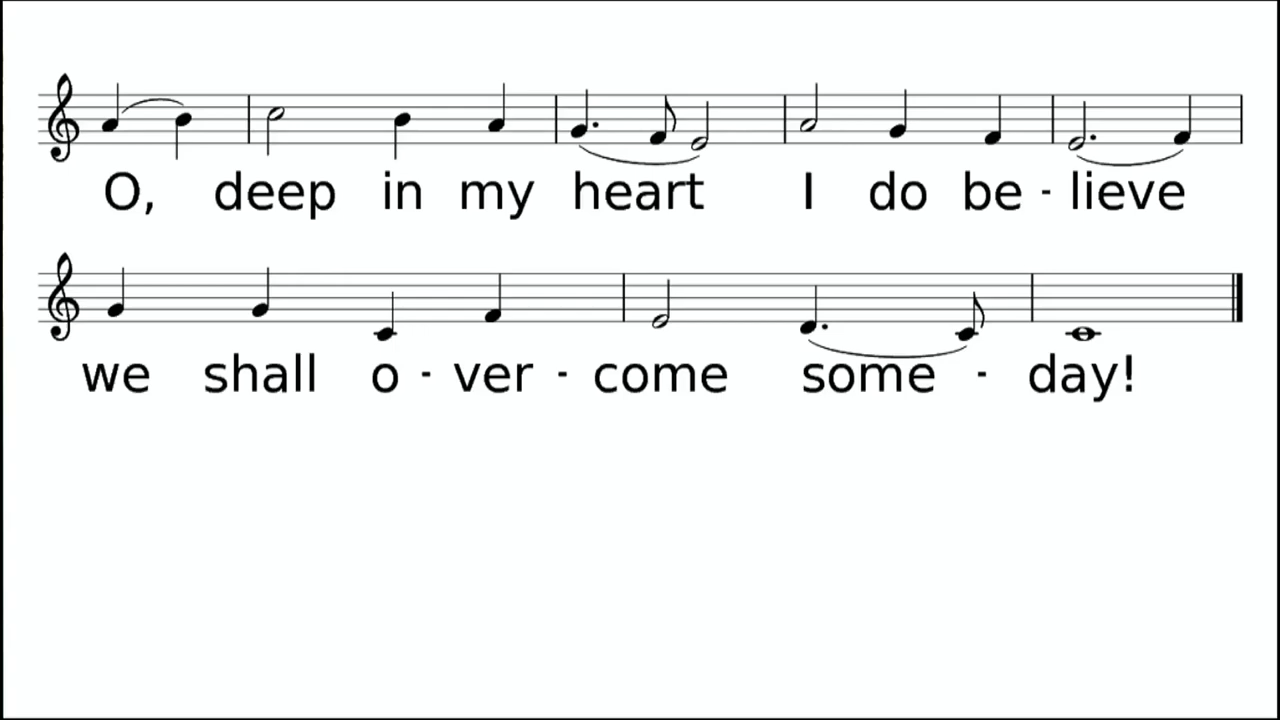 O, deep in my heart I do be - lieve
we shall o - ver - come some - day!